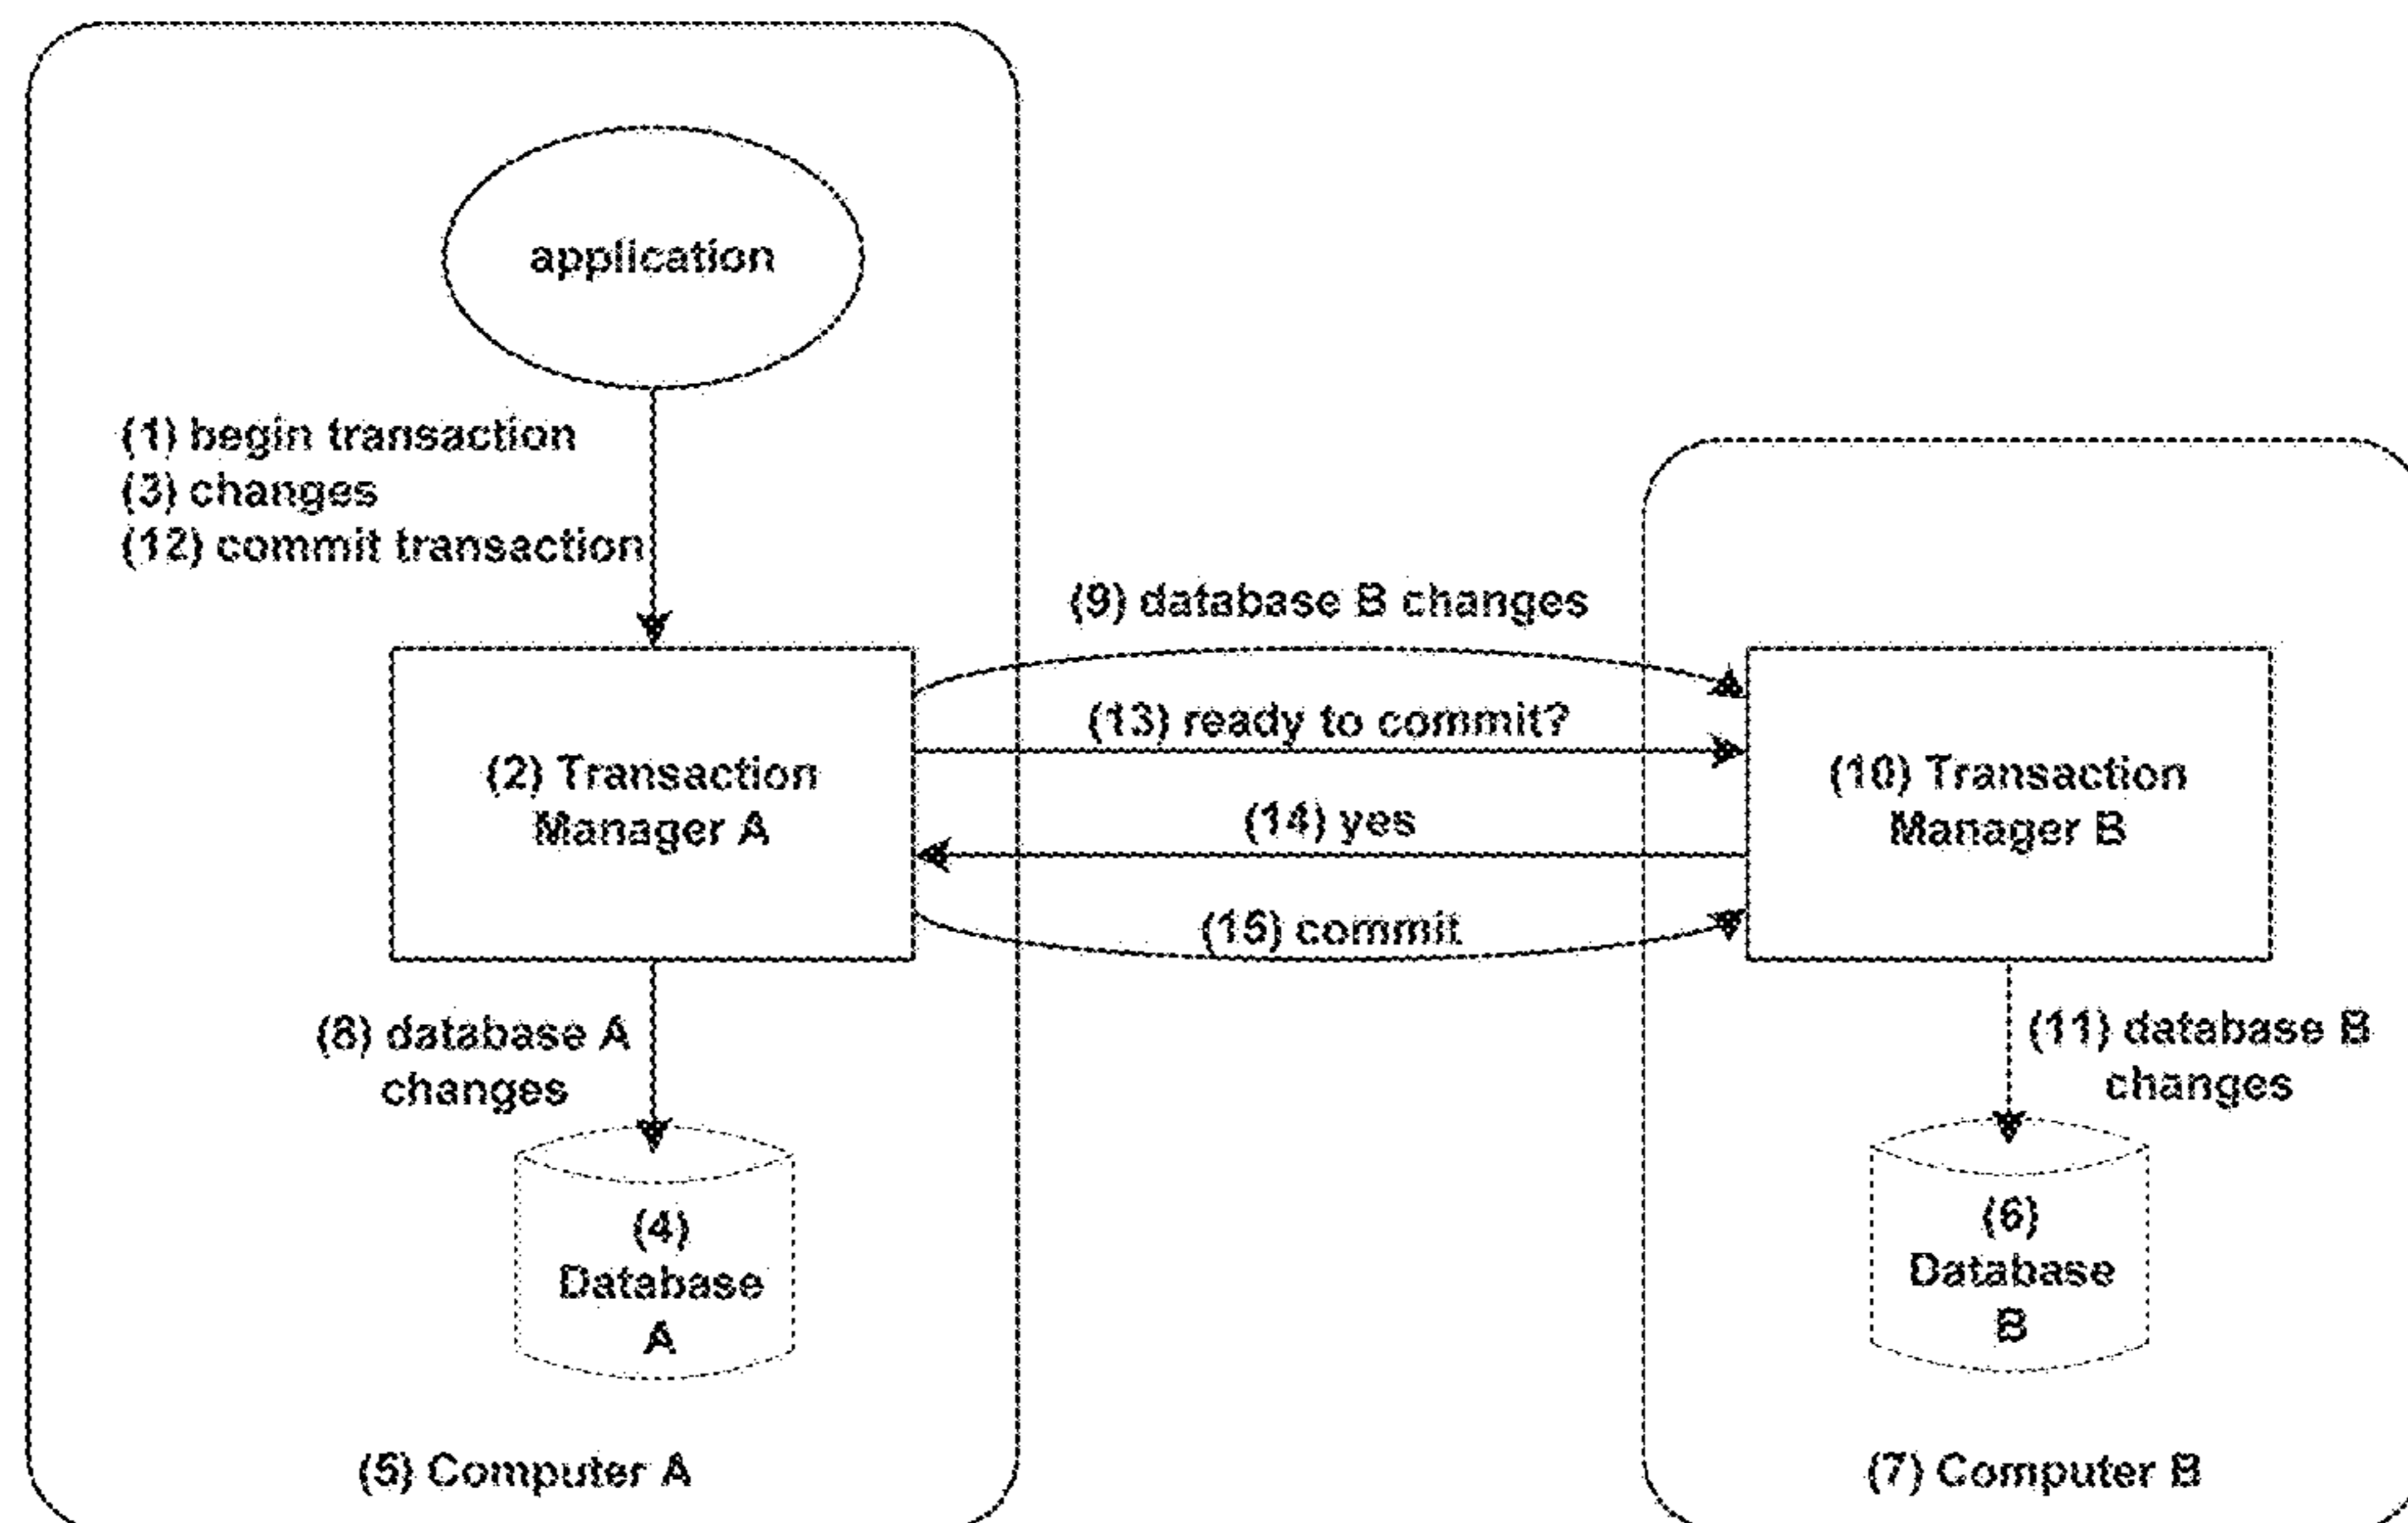 application
(1) begin transaction
(3) changes
(12) commit transaction
(9) database B changes
(13) ready to commit?
(2) Transaction
Manager A
(14) yes
(10) Transaction
Manager B
(15) commit
(8) database A
changes
(11) database B
changes
(4)
Database
A
(6)
Database
B
(5) Computer A
(7) Computer B